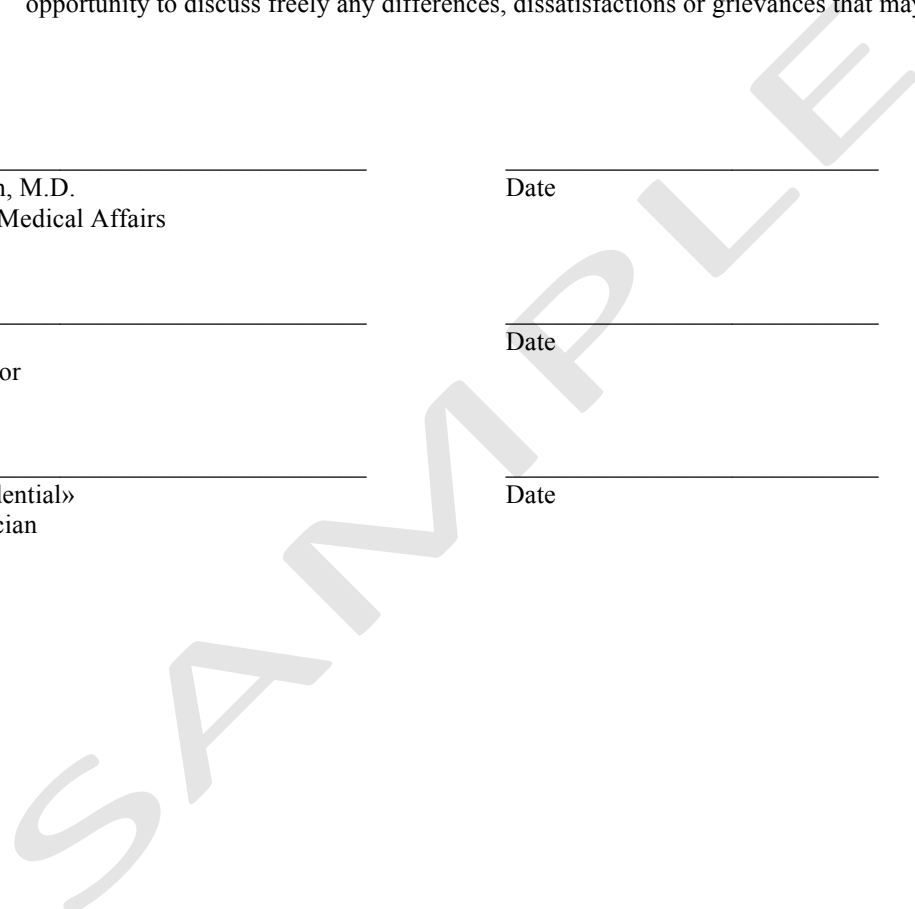 opportunity to discuss freely any differences, dissatisfactions or grievances that may
n, M.D. Date
Medical Affairs
Date
or
lential» Date
cian
SAMPLE